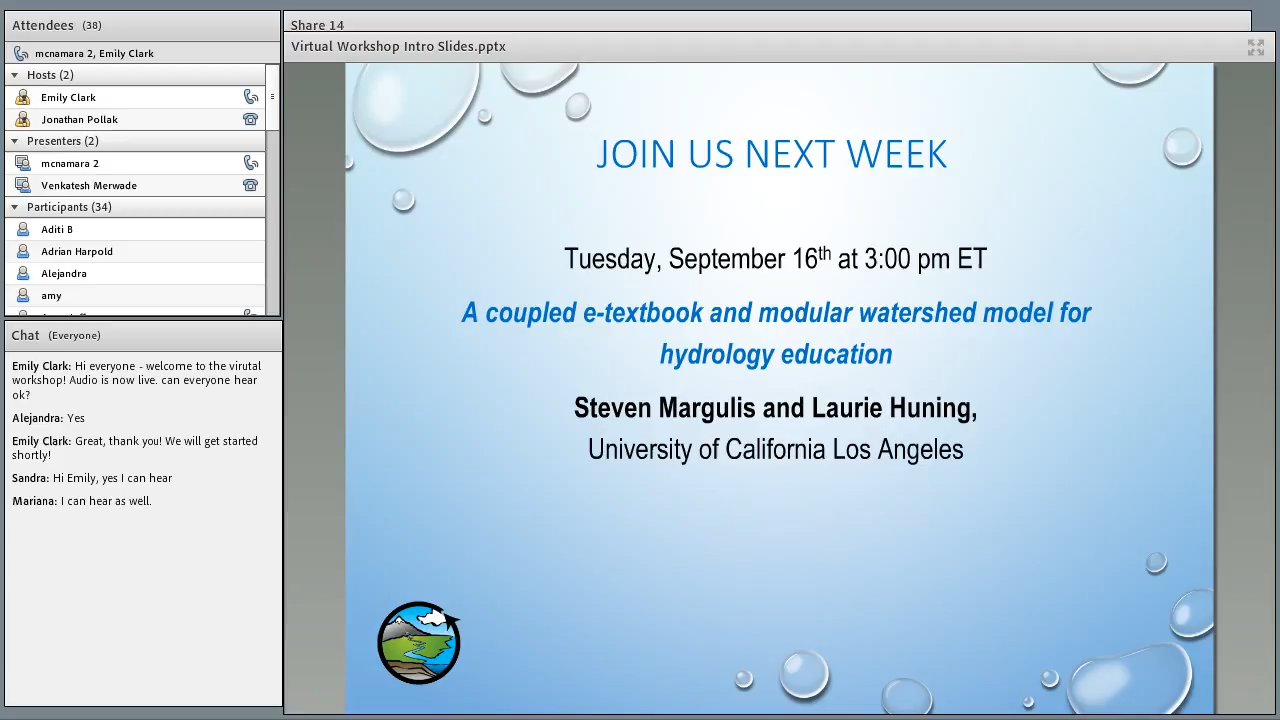 Attendees (38)
mcnamara 2, Emily Clark
Hosts (2)
Emily Clark
Jonathan Pollak
Presenters (2)
mcnamara 2
Venkatesh Merwade
Participants (34)
Aditi B
Adrian Harpold
Alejandra
amy
Chat (Everyone)
Emily Clark: Hi everyone - welcome to the virutal
workshop! Audio is now live. can everyone hear
ok?
Alejandra: Yes
Emily Clark: Great, thank you! We will get started
shortly!
Sandra: Hi Emily, yes I can hear
Mariana: I can hear as well.
Share 14
Virtual Workshop Intro Slides.pptx
JOIN US NEXT WEEK
Tuesday, September 16th at 3:00 pm ET
A coupled e-textbook and modular watershed model for
hydrology education
Steven Margulis and Laurie Huning,
University of California Los Angeles